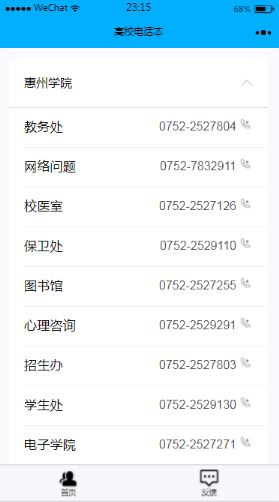 WeChat 23:15 68%
高校电话本
惠州学院
教务处 0752-2527804
网络问题 0752-7832911
校医室 0752-2527126
保卫处 0752-2529110
图书馆 0752-2527255
心理咨询 0752-2529291
招生办 0752-2527803
学生处 0752-2529130
电子学院 0752-2527271
首页 反馈